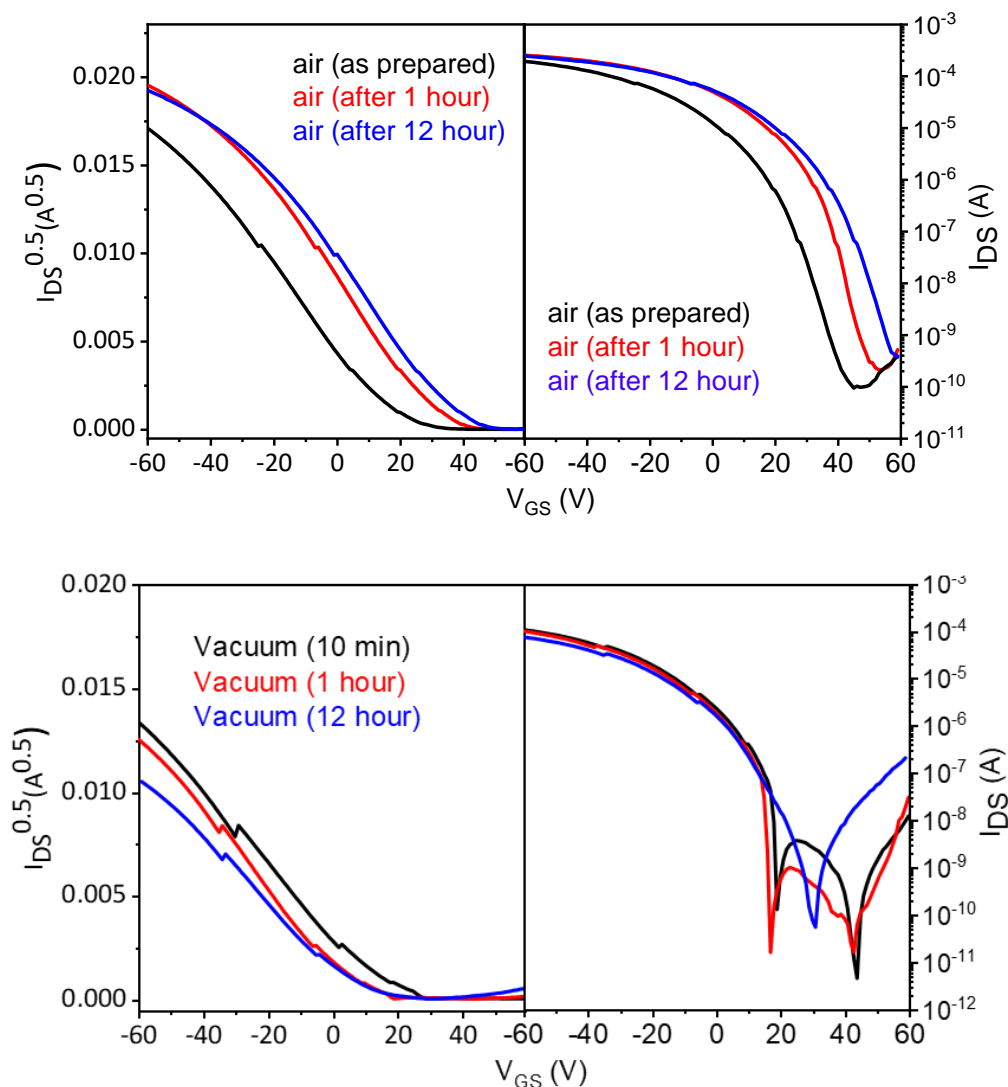 air (as prepared)
air (after 1 hour)
air (after 12 hour)
I_DS^0.5(A^0.5)
0.020
0.015
0.010
0.005
0.000
-60 -40 -20 0 20 40 -60 -40 -20 0 20 40 60
V_GS (V)
air (as prepared)
air (after 1 hour)
air (after 12 hour)
10^-3
10^-4
10^-5
10^-6
10^-7
10^-8
10^-9
10^-10
10^-11
I_DS (A)
Vacuum (10 min)
Vacuum (1 hour)
Vacuum (12 hour)
I_DS^0.5(A^0.5)
0.020
0.015
0.010
0.005
0.000
-60 -40 -20 0 20 40 -60 -40 -20 0 20 40 60
V_GS (V)
10^-3
10^-4
10^-5
10^-6
10^-7
10^-8
10^-9
10^-10
10^-11
10^-12
I_DS (A)